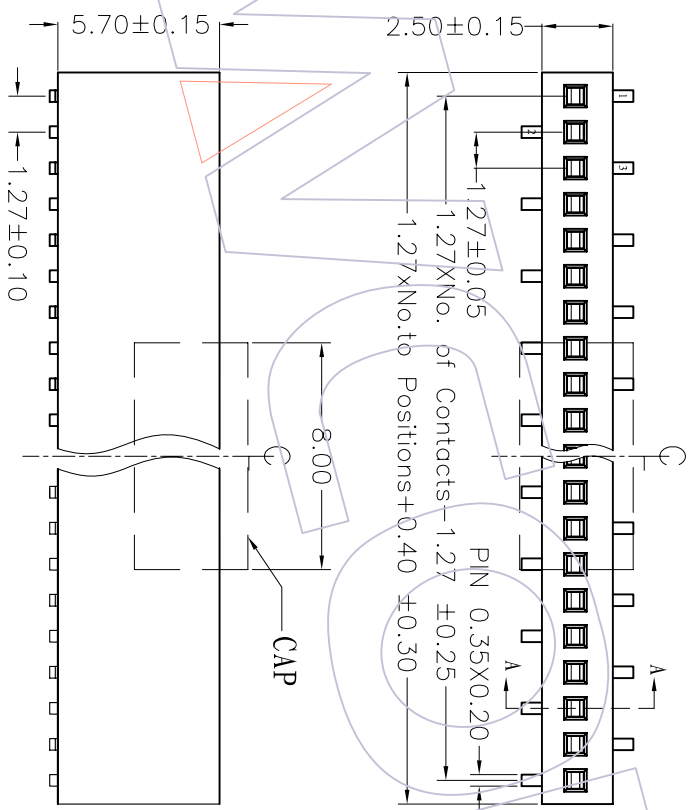 5.70±0.15
2.50±0.15
1
2
3
1.27±0.10
1.27±0.05
1.27XNo. of Contacts-1.27 ±0.25
1.27xNo.to Positions+0.40 ±0.30
8.00
C
C
CAP
PIN 0.35X0.20
A
A